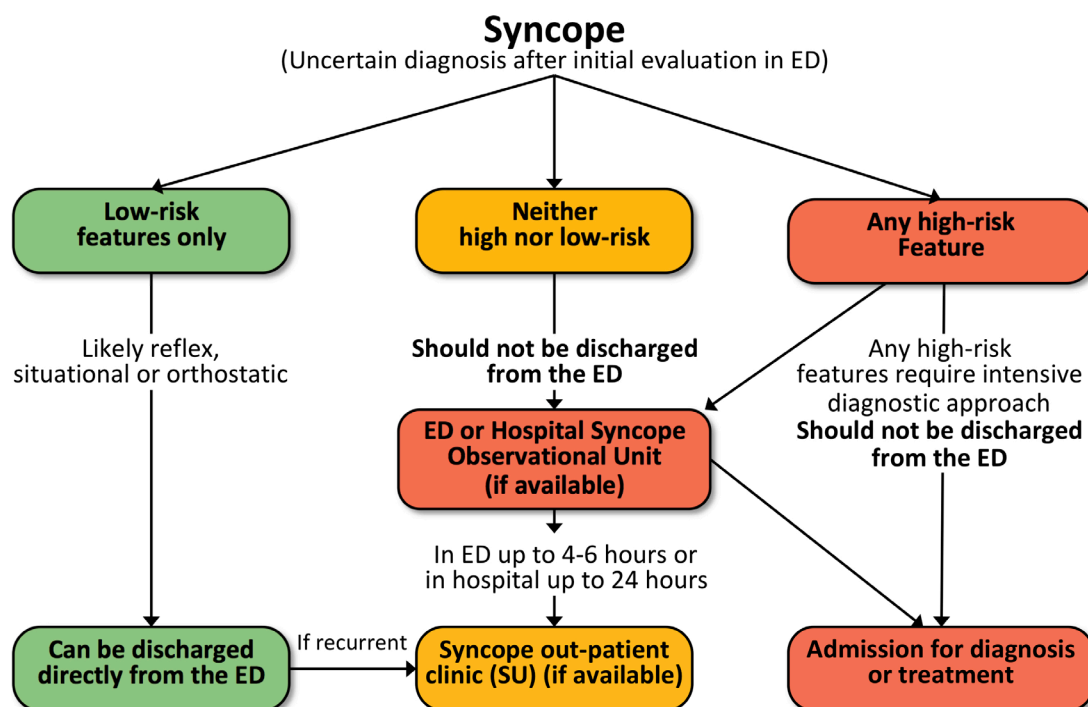 Syncope
(Uncertain diagnosis after initial evaluation in ED)
Low-risk
features only
Neither
high nor low-risk
Any high-risk
Feature
Likely reflex,
situational or orthostatic
Should not be discharged
from the ED
Any high-risk
features require intensive
diagnostic approach
Should not be discharged
from the ED
ED or Hospital Syncope
Observational Unit
(if available)
In ED up to 4-6 hours or
in hospital up to 24 hours
Can be discharged
directly from the ED
If recurrent
Syncope out-patient
clinic (SU) (if available)
Admission for diagnosis
or treatment